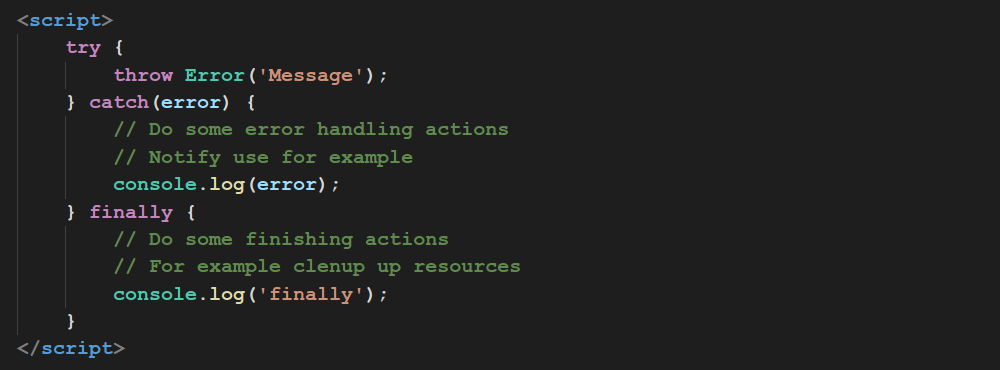 <script>
    try {
        throw Error('Message');
    } catch(error) {
        // Do some error handling actions
        // Notify use for example
        console.log(error);
    } finally {
        // Do some finishing actions
        // For example clenup up resources
        console.log('finally');
    }
</script>